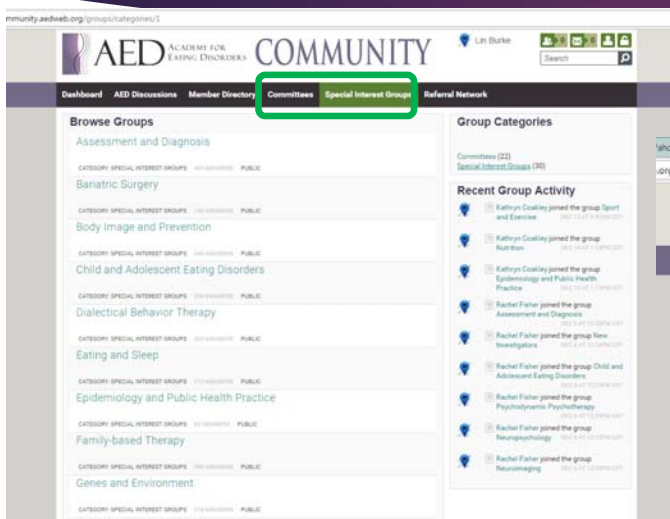 mmunity.aedweb.org/groups/categories/1
AED ACADEMY FOR EATING DISORDERS COMMUNITY
Lin Burke
0 0
Search
Dashboard AED Discussions Member Directory Committees Special Interest Groups Referral Network
Browse Groups
Assessment and Diagnosis
CATEGORY: SPECIAL INTEREST GROUPS PUBLIC
Bariatric Surgery
CATEGORY: SPECIAL INTEREST GROUPS PUBLIC
Body Image and Prevention
CATEGORY: SPECIAL INTEREST GROUPS PUBLIC
Child and Adolescent Eating Disorders
CATEGORY: SPECIAL INTEREST GROUPS PUBLIC
Dialectical Behavior Therapy
CATEGORY: SPECIAL INTEREST GROUPS PUBLIC
Eating and Sleep
CATEGORY: SPECIAL INTEREST GROUPS PUBLIC
Epidemiology and Public Health Practice
CATEGORY: SPECIAL INTEREST GROUPS PUBLIC
Family-based Therapy
CATEGORY: SPECIAL INTEREST GROUPS PUBLIC
Genes and Environment
CATEGORY: SPECIAL INTEREST GROUPS PUBLIC
Group Categories
Committees (22)
Special Interest Groups (30)
Recent Group Activity
Kathryn Coakley joined the group Sport
and Exercise
Kathryn Coakley joined the group
Nutrition
Kathryn Coakley joined the group
Epidemiology and Public Health
Practice
Rachel Fisher joined the group
Assessment and Diagnosis
Rachel Fisher joined the group New
Investigators
Rachel Fisher joined the group Child and
Adolescent Eating Disorders
Rachel Fisher joined the group
Psychodynamic Psychotherapy
Rachel Fisher joined the group
Neuropsychology
Rachel Fisher joined the group
Neuroimaging